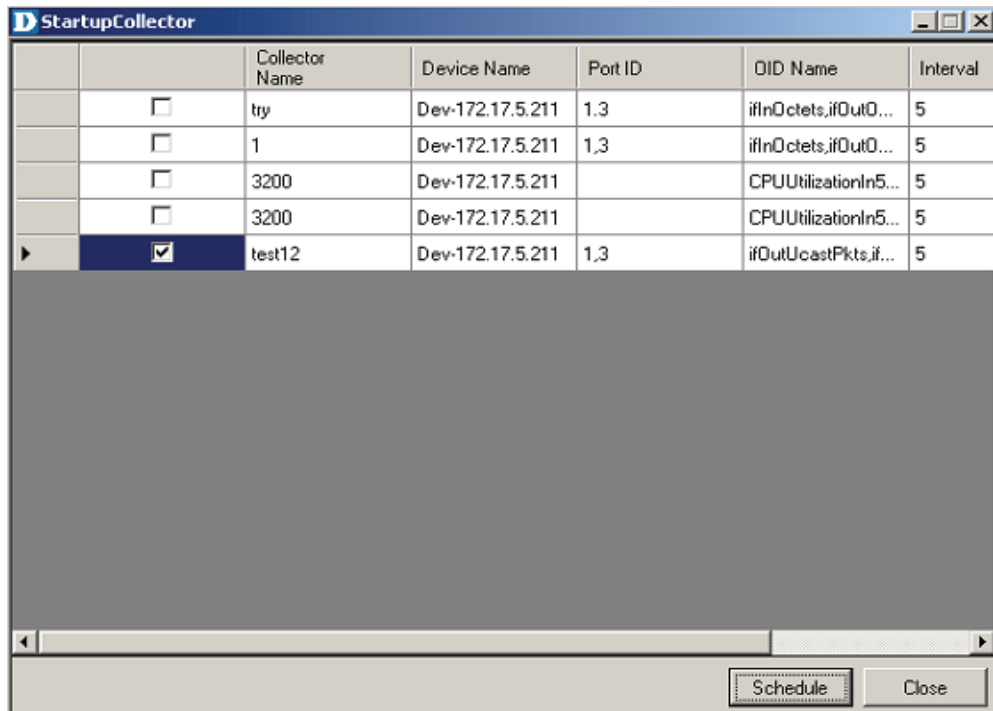 D StartupCollector
Collector Name Device Name Port ID OID Name Interval
try Dev-172.17.5.211 1.3 ifInOctets,ifOutO... 5
1 Dev-172.17.5.211 1,3 ifInOctets,ifOutO... 5
3200 Dev-172.17.5.211 CPUUtilizationIn5... 5
3200 Dev-172.17.5.211 CPUUtilizationIn5... 5
test12 Dev-172.17.5.211 1,3 ifOutUcastPkts,if... 5
Schedule Close